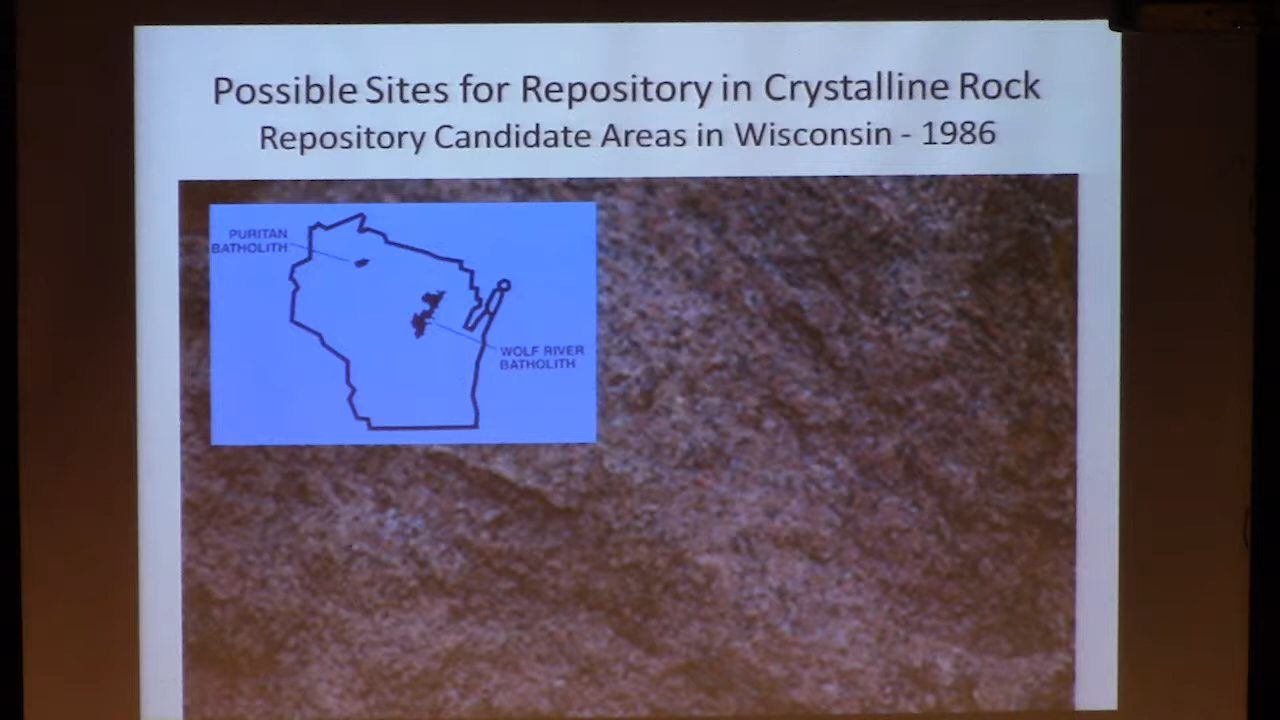 Possible Sites for Repository in Crystalline Rock
Repository Candidate Areas in Wisconsin - 1986
PURITAN
BATHOLITH
WOLF RIVER
BATHOLITH